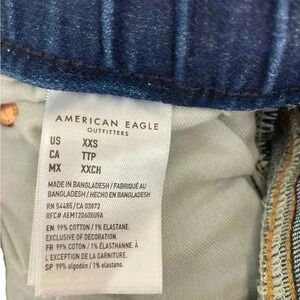 AMERICAN EAGLE
OUTFITTERS
US XXS
CA TTP
MX XXCH
MADE IN BANGLADESH / FABRIQUÉ AU
BANGLADESH / HECHO EN BANGLADESH
RN 54485/CA 03873
RFC# AEM120605U9A
EN 99% COTTON / 1% ELASTANE.
EXCLUSIVE OF DECORATION.
FR 99% COTON / 1% ÉLASTHANNE. À
L'EXCEPTION DE LA GARNITURE.
SP 99% algodón / 1% elastano.